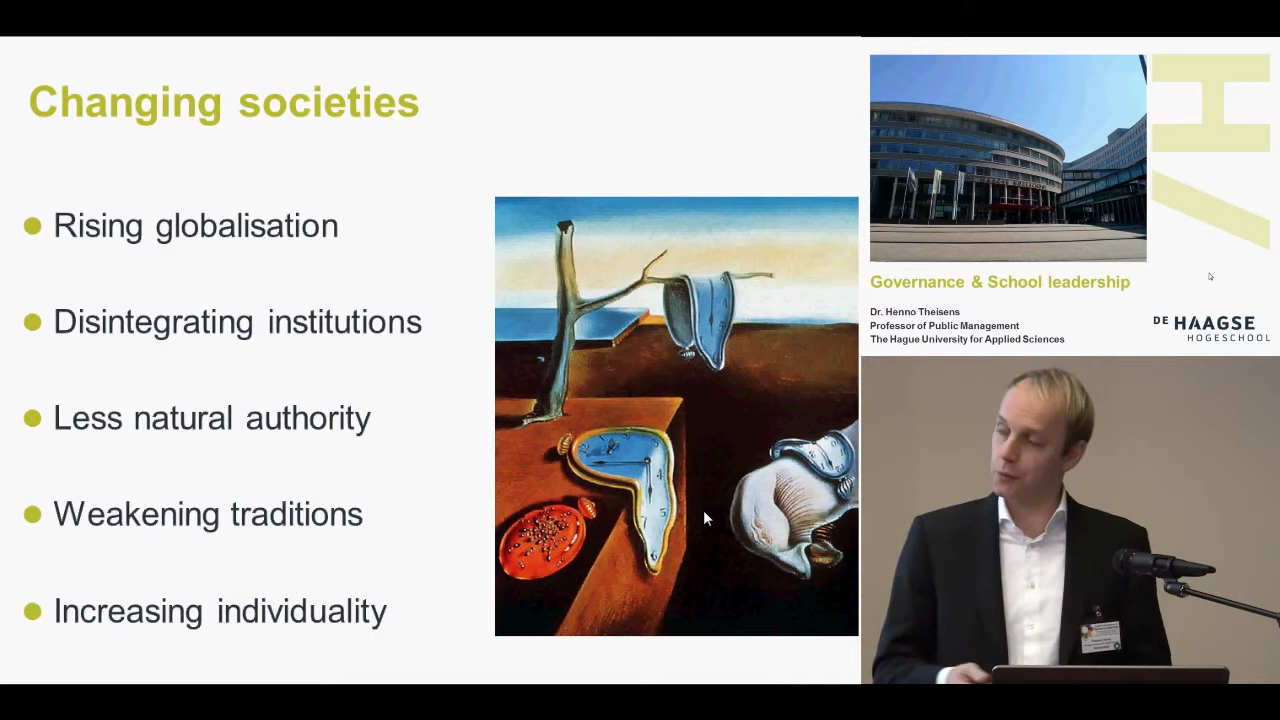 Changing societies
Rising globalisation
Disintegrating institutions
Less natural authority
Weakening traditions
Increasing individuality
Governance & School leadership
Dr. Henno Theisens
Professor of Public Management
The Hague University for Applied Sciences
DE HAAGSE
HOGESCHOOL